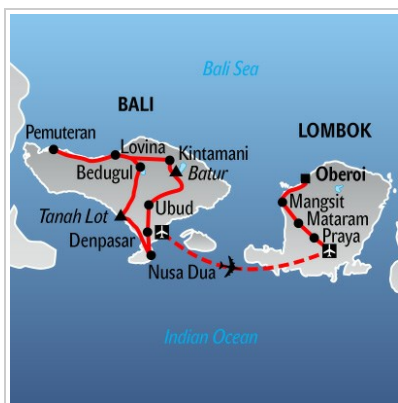 Bali Sea
BALI
LOMBOK
Pemuteran
Lovina
Kintamani
Bedugul
Batur
Oberoi
Mangsit
Tanah Lot
Ubud
Mataram
Denpasar
Praya
Nusa Dua
Indian Ocean